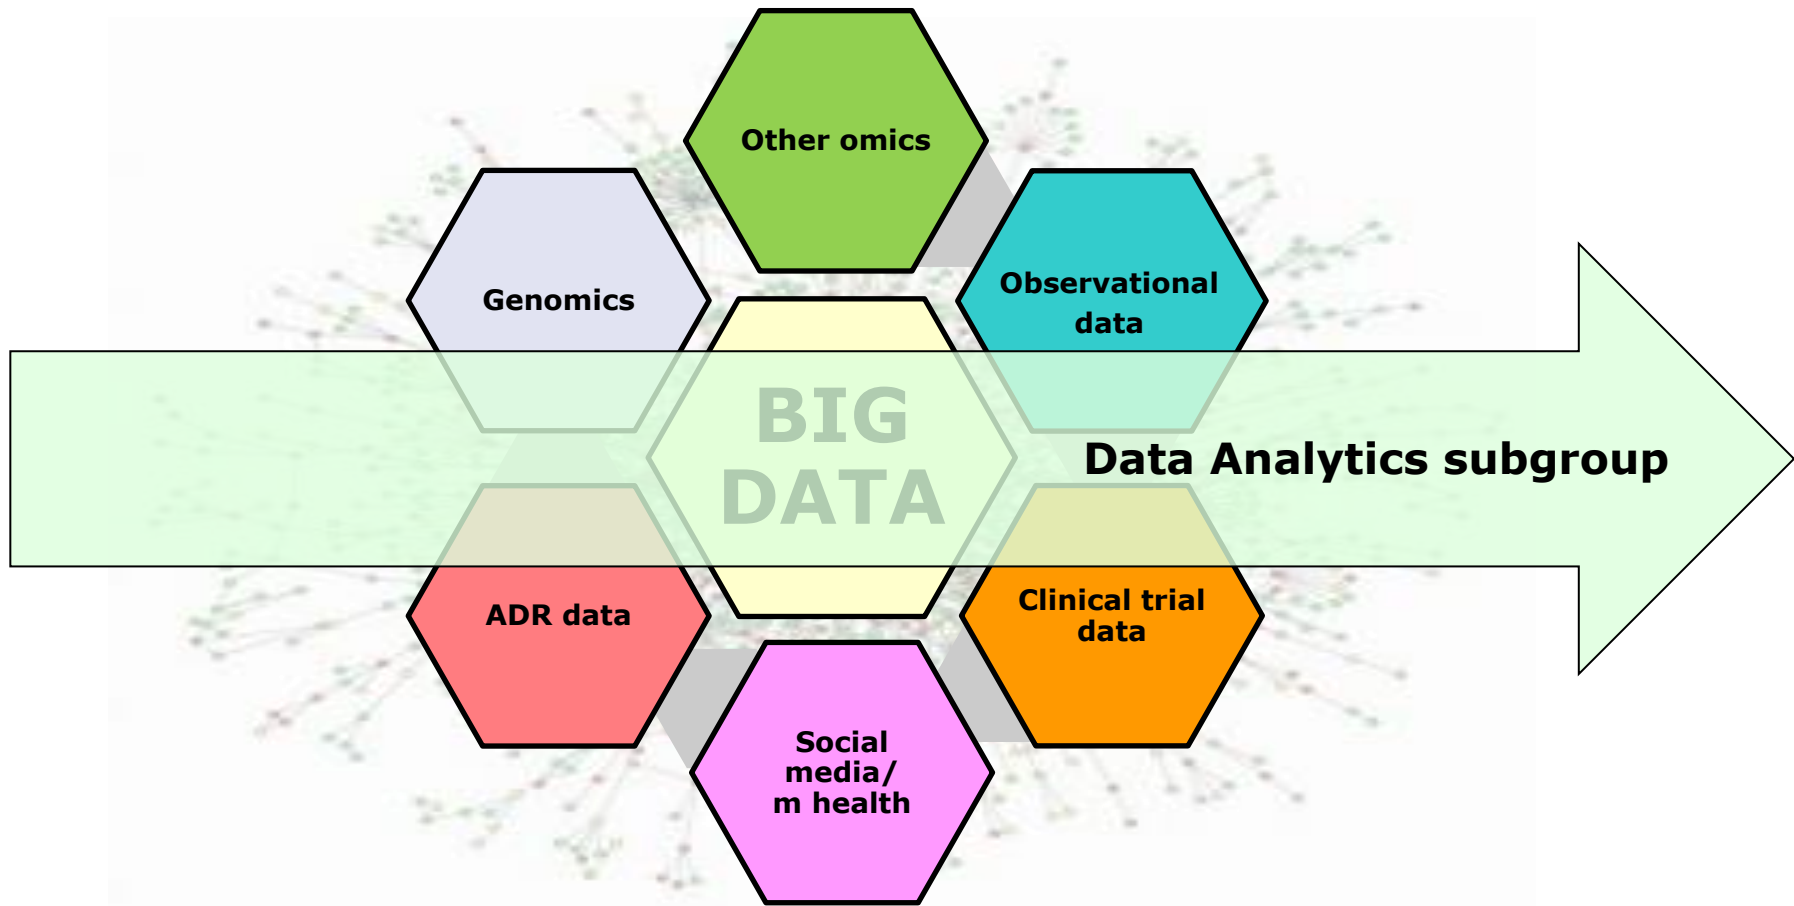 Other omics
Genomics
Observational
data
BIG
DATA
Data Analytics subgroup
ADR data
Clinical trial
data
Social
media/
m health